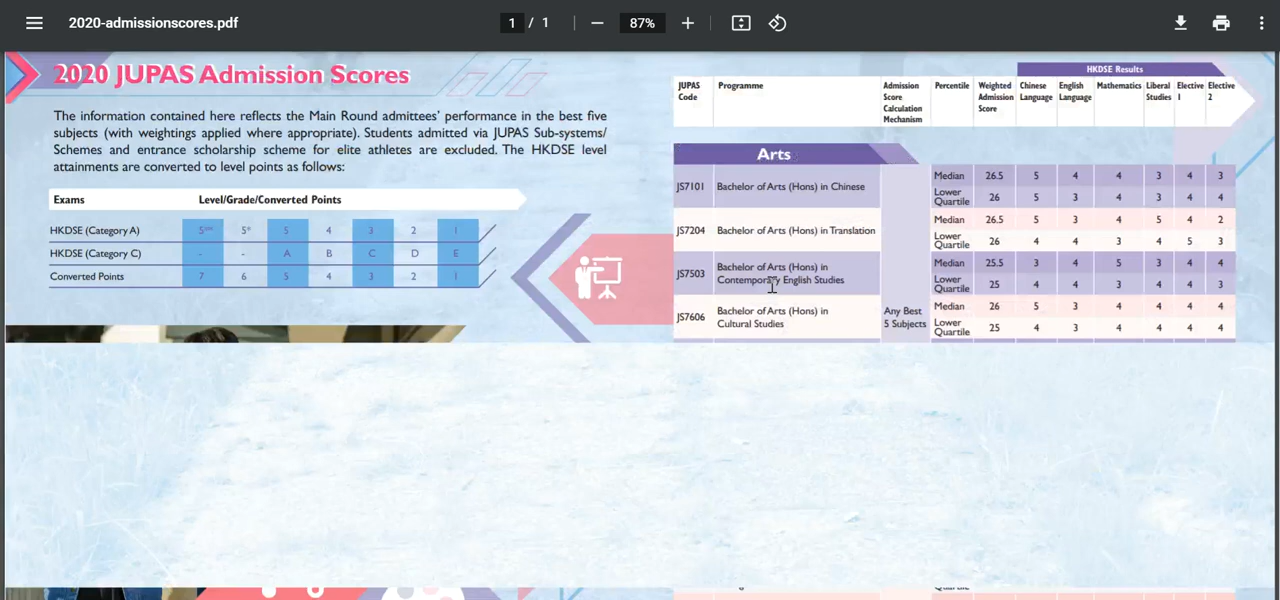 2020-admissionscores.pdf
1 / 1
87%
2020 JUPAS Admission Scores
The information contained here reflects the Main Round admittees' performance in the best five
subjects (with weightings applied where appropriate). Students admitted via JUPAS Sub-systems/
Schemes and entrance scholarship scheme for elite athletes are excluded. The HKDSE level
attainments are converted to level points as follows:
Exams Level/Grade/Converted Points
HKDSE (Category A) 5** 5* 5 4 3 2 1
HKDSE (Category C) - - A B C D E
Converted Points 7 6 5 4 3 2 1
HKDSE Results
JUPAS Code Programme Admission Score Calculation Mechanism Percentile Weighted Admission Score Chinese Language English Language Mathematics Liberal Studies Elective 1 Elective 2
Arts
JS7101 Bachelor of Arts (Hons) in Chinese Median 26.5 5 4 4 3 4 3
Lower Quartile 26 5 3 4 3 4 4
JS7204 Bachelor of Arts (Hons) in Translation Median 26.5 5 3 4 5 4 2
Lower Quartile 26 4 4 3 4 5 3
JS7503 Bachelor of Arts (Hons) in Contemporary English Studies Median 25.5 3 4 5 3 4 4
Lower Quartile 25 4 4 3 4 4 3
JS7606 Bachelor of Arts (Hons) in Cultural Studies Any Best 5 Subjects Median 26 5 3 4 4 4 4
Lower Quartile 25 4 3 4 4 4 4